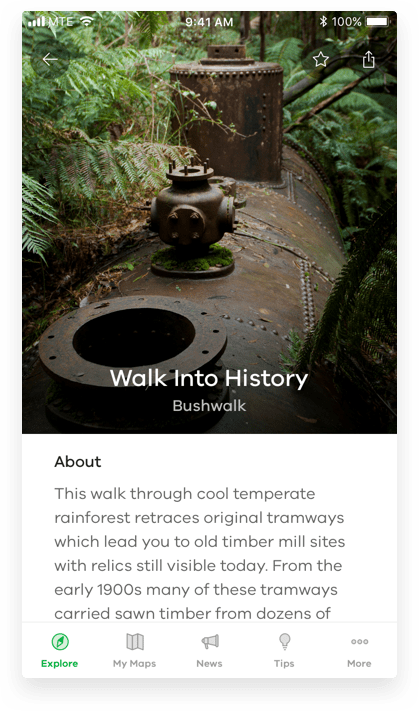 MTE 9:41 AM 100%
Walk Into History
Bushwalk
About
This walk through cool temperate
rainforest retraces original tramways
which lead you to old timber mill sites
with relics still visible today. From the
early 1900s many of these tramways
carried sawn timber from dozens of
Explore My Maps News Tips More